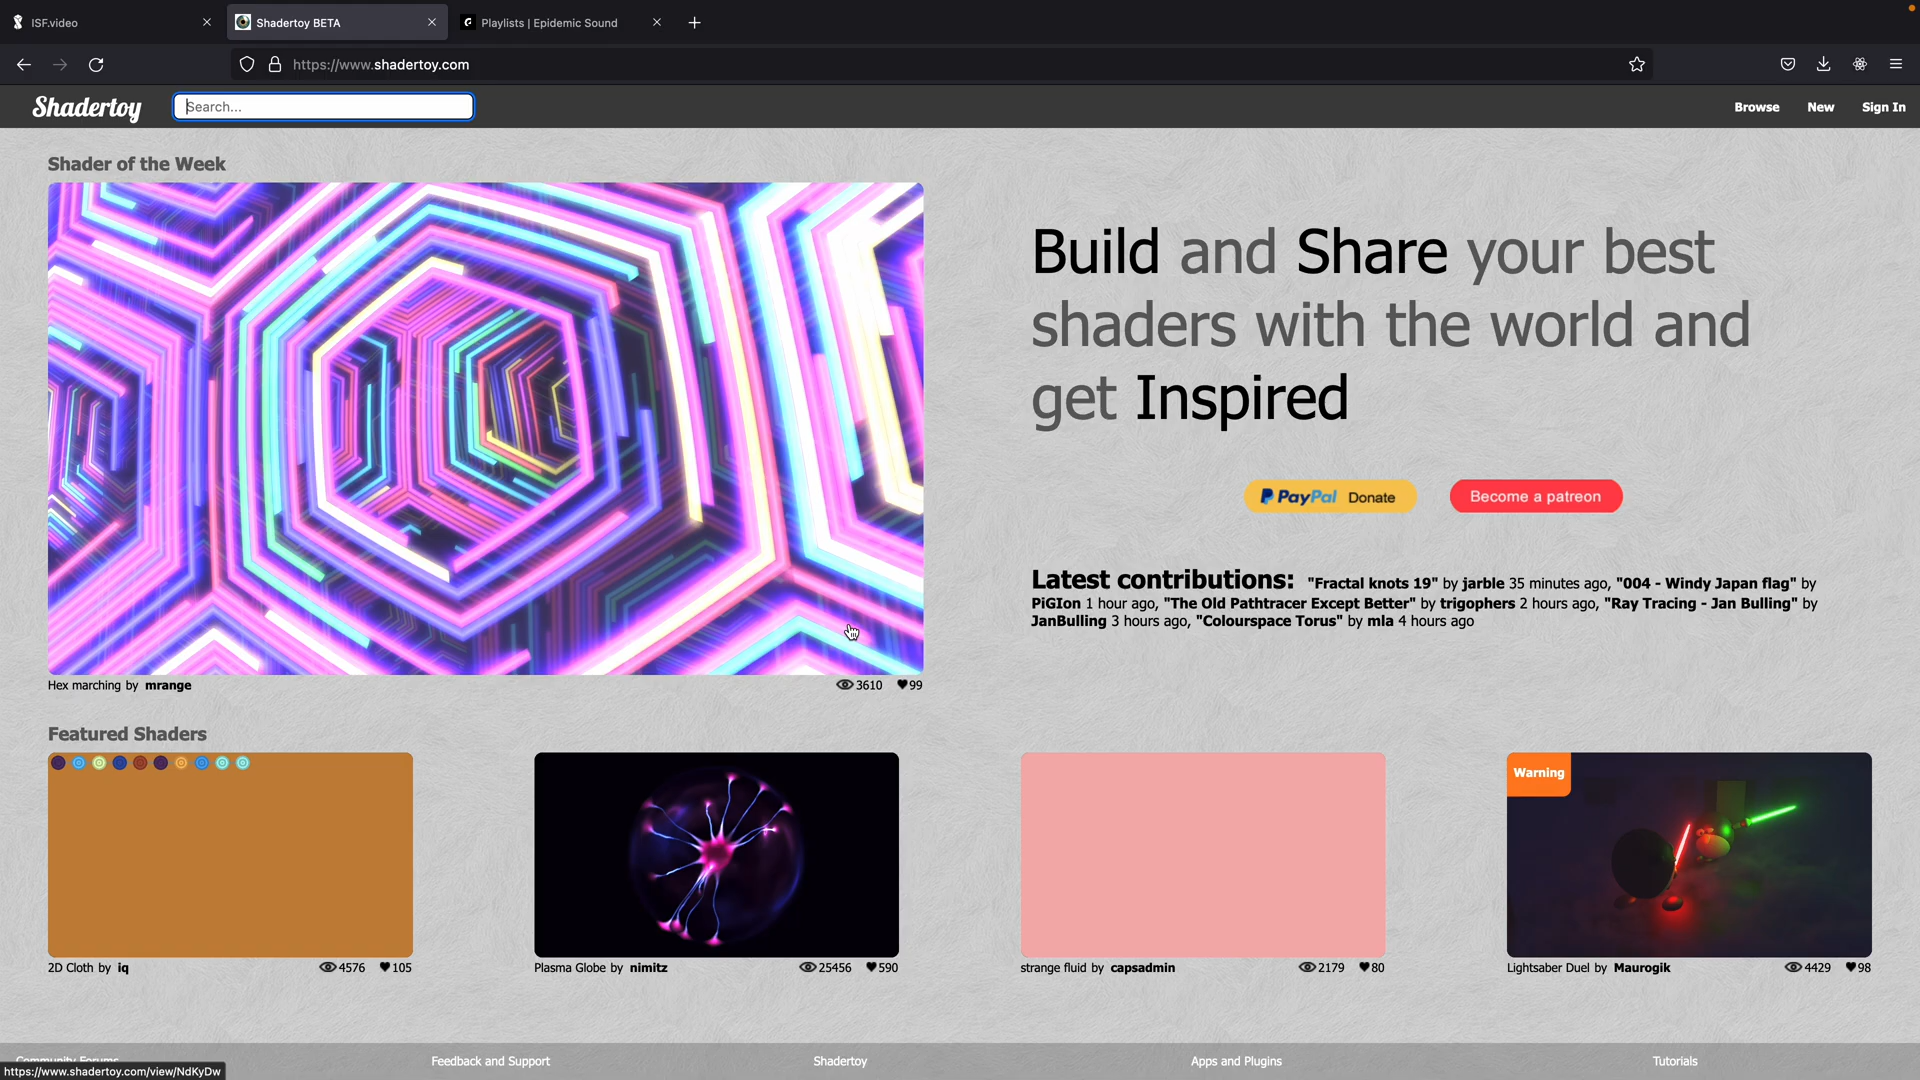 ISF.video
Shadertoy BETA
Playlists | Epidemic Sound
https://www.shadertoy.com
Shadertoy
Search...
Browse
New
Sign In
Shader of the Week
Build and Share your best
shaders with the world and
get Inspired
PayPal Donate
Become a patreon
Latest contributions: "Fractal knots 19" by jarble 35 minutes ago, "004 - Windy Japan flag" by
PiGIon 1 hour ago, "The Old Pathtracer Except Better" by trigophers 2 hours ago, "Ray Tracing - Jan Bulling" by
JanBulling 3 hours ago, "Colourspace Torus" by mla 4 hours ago
Hex marching by mrange
3610
99
Featured Shaders
Warning
2D Cloth by iq
4576
105
Plasma Globe by nimitz
25456
590
strange fluid by capsadmin
2179
80
Lightsaber Duel by Maurogik
4429
98
Community Forums
Feedback and Support
Shadertoy
Apps and Plugins
Tutorials
https://www.shadertoy.com/view/NdKyDw